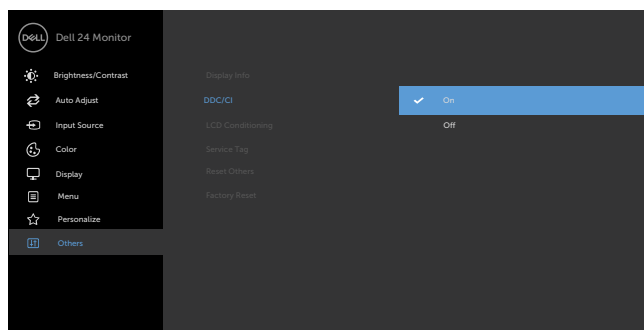 DELL Dell 24 Monitor
Brightness/Contrast Display Info
Auto Adjust DDC/CI On
Input Source LCD Conditioning Off
Color Service Tag
Display Reset Others
Menu Factory Reset
Personalize
Others